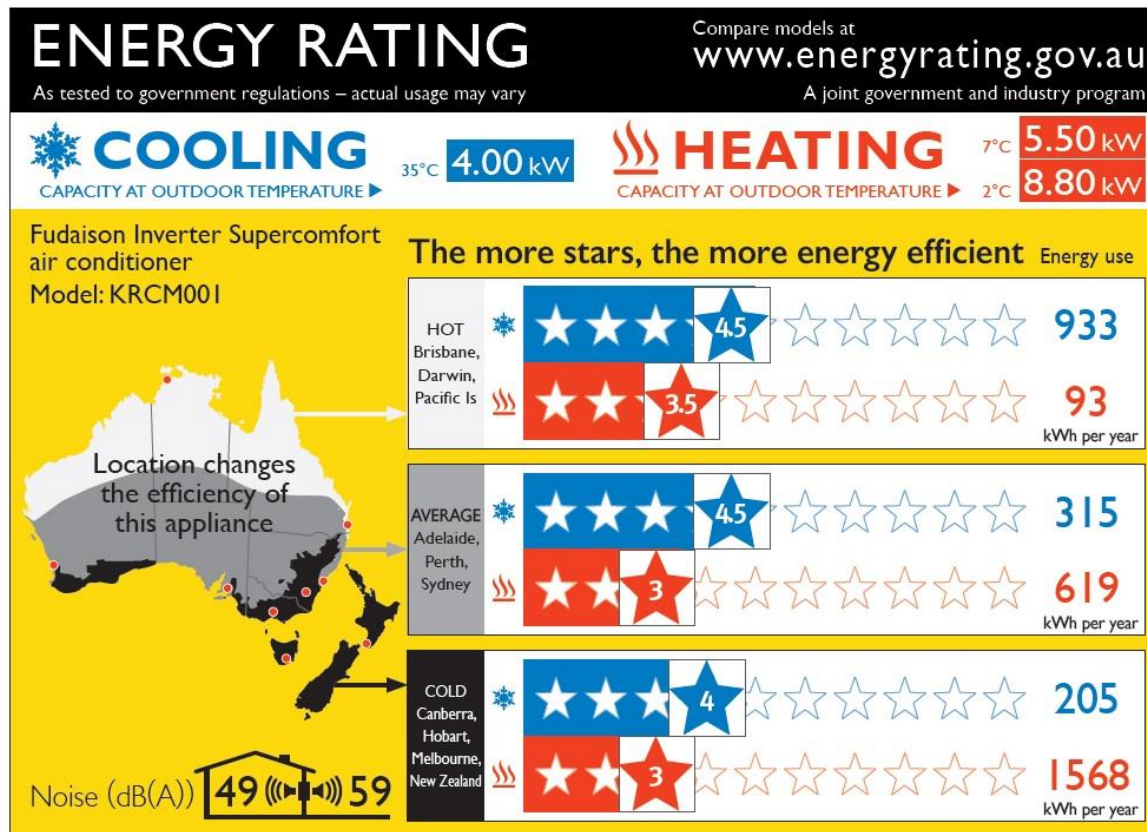 ENERGY RATING
As tested to government regulations – actual usage may vary
Compare models at
www.energyrating.gov.au
A joint government and industry program
COOLING
CAPACITY AT OUTDOOR TEMPERATURE ▶
35°C 4.00 kW
HEATING
CAPACITY AT OUTDOOR TEMPERATURE ▶
7°C 5.50 kW
2°C 8.80 kW
Fudaison Inverter Supercomfort
air conditioner
Model: KRCM001
Location changes
the efficiency of
this appliance
Noise (dB(A)) 49 59
The more stars, the more energy efficient Energy use
HOT
Brisbane,
Darwin,
Pacific Is
4.5 933
3.5 93
kWh per year
AVERAGE
Adelaide,
Perth,
Sydney
4.5 315
3 619
kWh per year
COLD
Canberra,
Hobart,
Melbourne,
New Zealand
4 205
3 1568
kWh per year